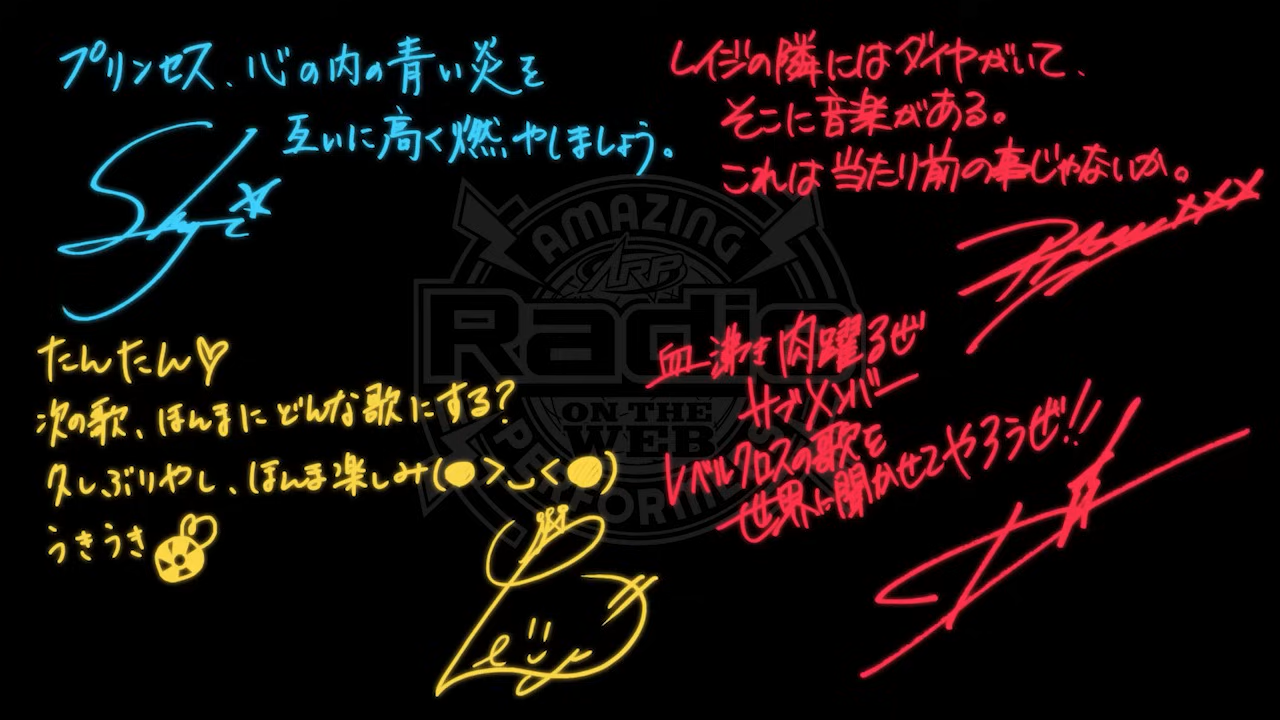 プリンセス、心の内の青い炎を
互いに高く燃やしましょう。
レイジの隣にはダイヤがいて、
そこに音楽がある。
これは当たり前の事じゃないか。
たんたん♡
次の歌、ほんまにどんな歌にする?
久しぶりやし、ほんま楽しみ(●>‿<●)
うきうき
血沸き肉躍るぜ
サブメンバー
レベルクロスの歌を
世界に聞かせてやろうぜ!!
AMAZING
ARP
Radio
ON THE
WEB